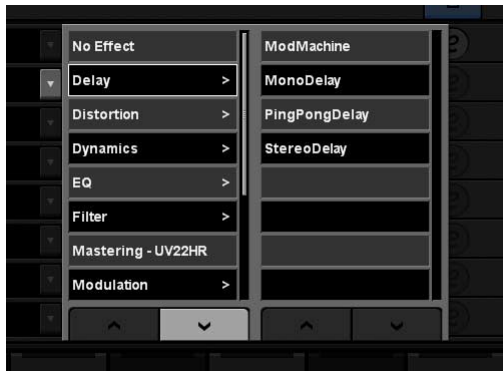 No Effect
Delay >
Distortion >
Dynamics >
EQ >
Filter >
Mastering - UV22HR
Modulation >
ModMachine
MonoDelay
PingPongDelay
StereoDelay